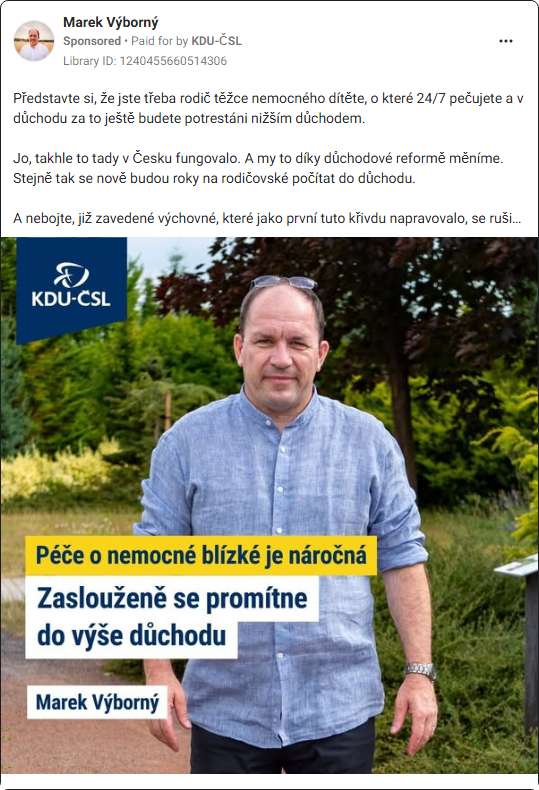 Marek Výborný
Sponsored • Paid for by KDU-ČSL
Library ID: 1240455660514306
Představte si, že jste třeba rodič těžce nemocného dítěte, o které 24/7 pečujete a v
důchodu za to ještě budete potrestáni nižším důchodem.
Jo, takhle to tady v Česku fungovalo. A my to díky důchodové reformě měníme.
Stejně tak se nově budou roky na rodičovské počítat do důchodu.
A nebojte, již zavedené výchovné, které jako první tuto křivdu napravovalo, se ruši...
KDU-ČSL
Péče o nemocné blízké je náročná
Zaslouženě se promítne
do výše důchodu
Marek Výborný